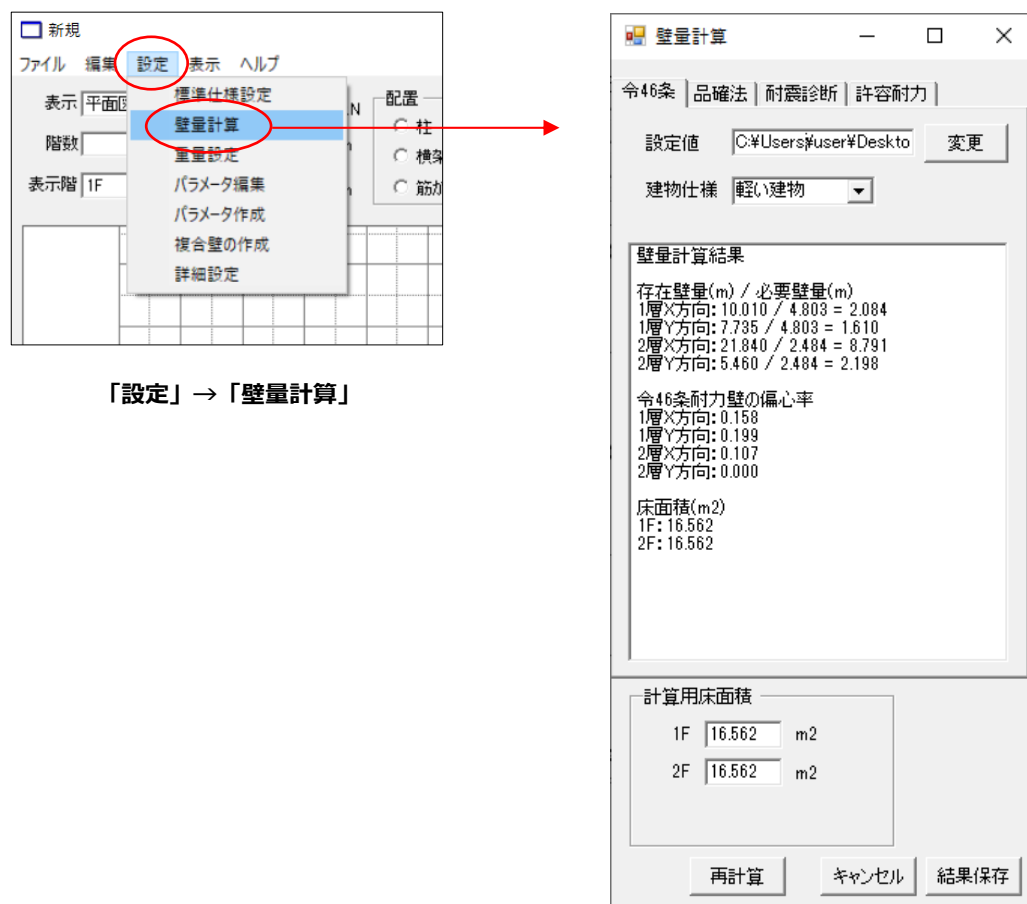 新規
ファイル 編集 設定 表示 ヘルプ
表示 平面図
階数
表示階 1F
標準仕様設定
壁量計算
重量設定
パラメータ編集
パラメータ作成
複合壁の作成
詳細設定
N
配置
柱
横架
筋か
「設定」→「壁量計算」
壁量計算
令46条 品確法 耐震診断 許容耐力
設定値 C:¥Users¥user¥Deskto 変更
建物仕様 軽い建物
壁量計算結果
存在壁量(m) / 必要壁量(m)
1層X方向: 10.010 / 4.803 = 2.084
1層Y方向: 7.735 / 4.803 = 1.610
2層X方向: 21.840 / 2.484 = 8.791
2層Y方向: 5.460 / 2.484 = 2.198
令46条耐力壁の偏心率
1層X方向: 0.158
1層Y方向: 0.199
2層X方向: 0.107
2層Y方向: 0.000
床面積(m2)
1F: 16.562
2F: 16.562
計算用床面積
1F 16.562 m2
2F 16.562 m2
再計算 キャンセル 結果保存